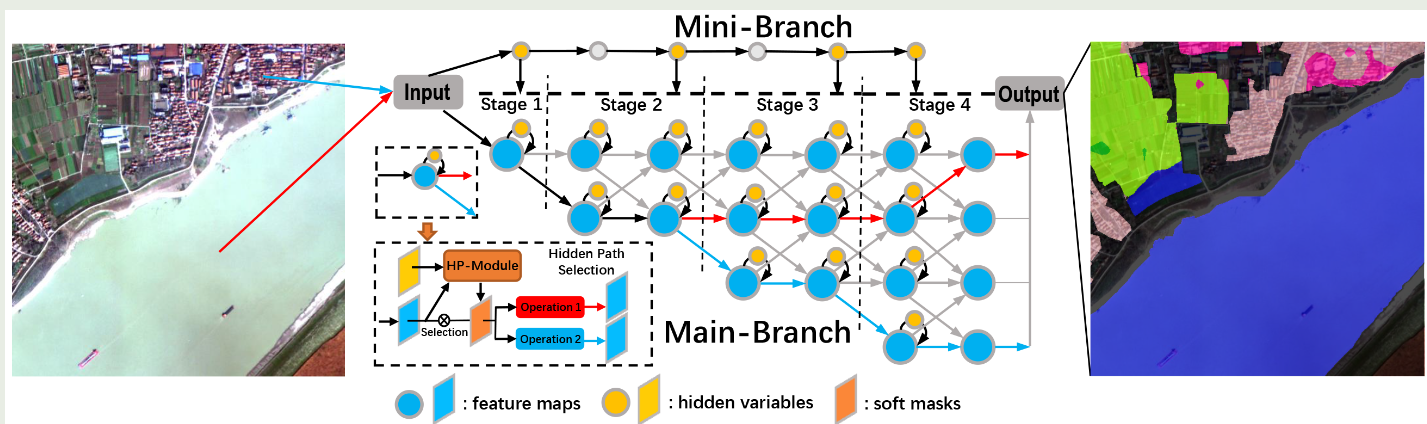 Mini-Branch
Input
Stage 1
Stage 2
Stage 3
Stage 4
Output
HP-Module
Hidden Path
Selection
Selection
Operation 1
Operation 2
Main-Branch
: feature maps
: hidden variables
: soft masks